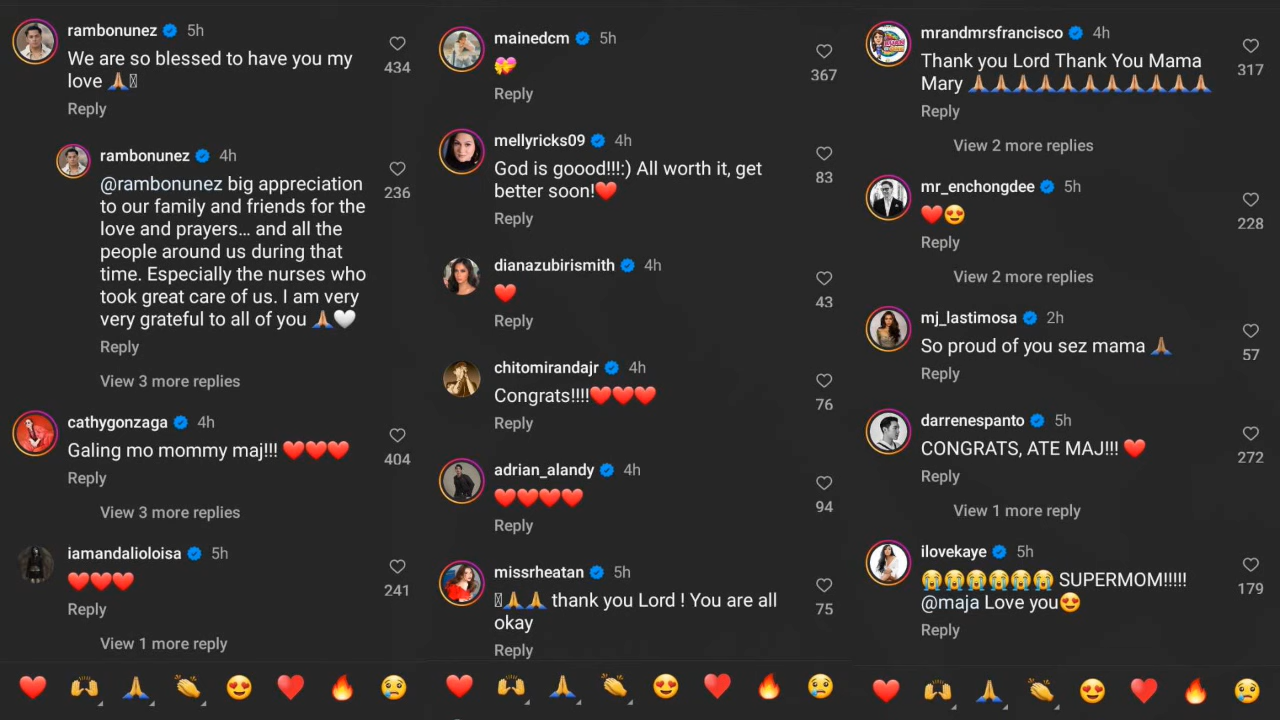 rambonunez 5h
We are so blessed to have you my
love 🙏🏽
434
Reply
rambonunez 4h
@rambonunez big appreciation
to our family and friends for the
love and prayers... and all the
people around us during that
time. Especially the nurses who
took great care of us. I am very
very grateful to all of you 🙏🏽🤍
236
Reply
View 3 more replies
cathygonzaga 4h
Galing mo mommy maj!!! ❤️❤️❤️
404
Reply
View 3 more replies
iamandalioloisa 5h
❤️❤️❤️
241
Reply
View 1 more reply
mainedcm 5h
💝
367
Reply
mellyricks09 4h
God is goood!!!:) All worth it, get
better soon!❤️
83
Reply
dianazubirismith 4h
❤️
43
Reply
chitomirandajr 4h
Congrats!!!!❤️❤️❤️
76
Reply
adrian_alandy 4h
❤️❤️❤️❤️
94
Reply
missrheatan 5h
🙏🙏 thank you Lord ! You are all
okay
75
Reply
mrandmrsfrancisco 4h
Thank you Lord Thank You Mama
Mary 🙏🏽🙏🏽🙏🏽🙏🏽🙏🏽🙏🏽🙏🏽🙏🏽🙏🏽🙏🏽🙏🏽
317
Reply
View 2 more replies
mr_enchongdee 5h
❤️😍
228
Reply
View 2 more replies
mj_lastimosa 2h
So proud of you sez mama 🙏🏽
57
Reply
darrenespanto 5h
CONGRATS, ATE MAJ!!! ❤️
272
Reply
View 1 more reply
ilovekaye 5h
😭😭😭😭😭😭 SUPERMOM!!!!!
@maja Love you😍
179
Reply